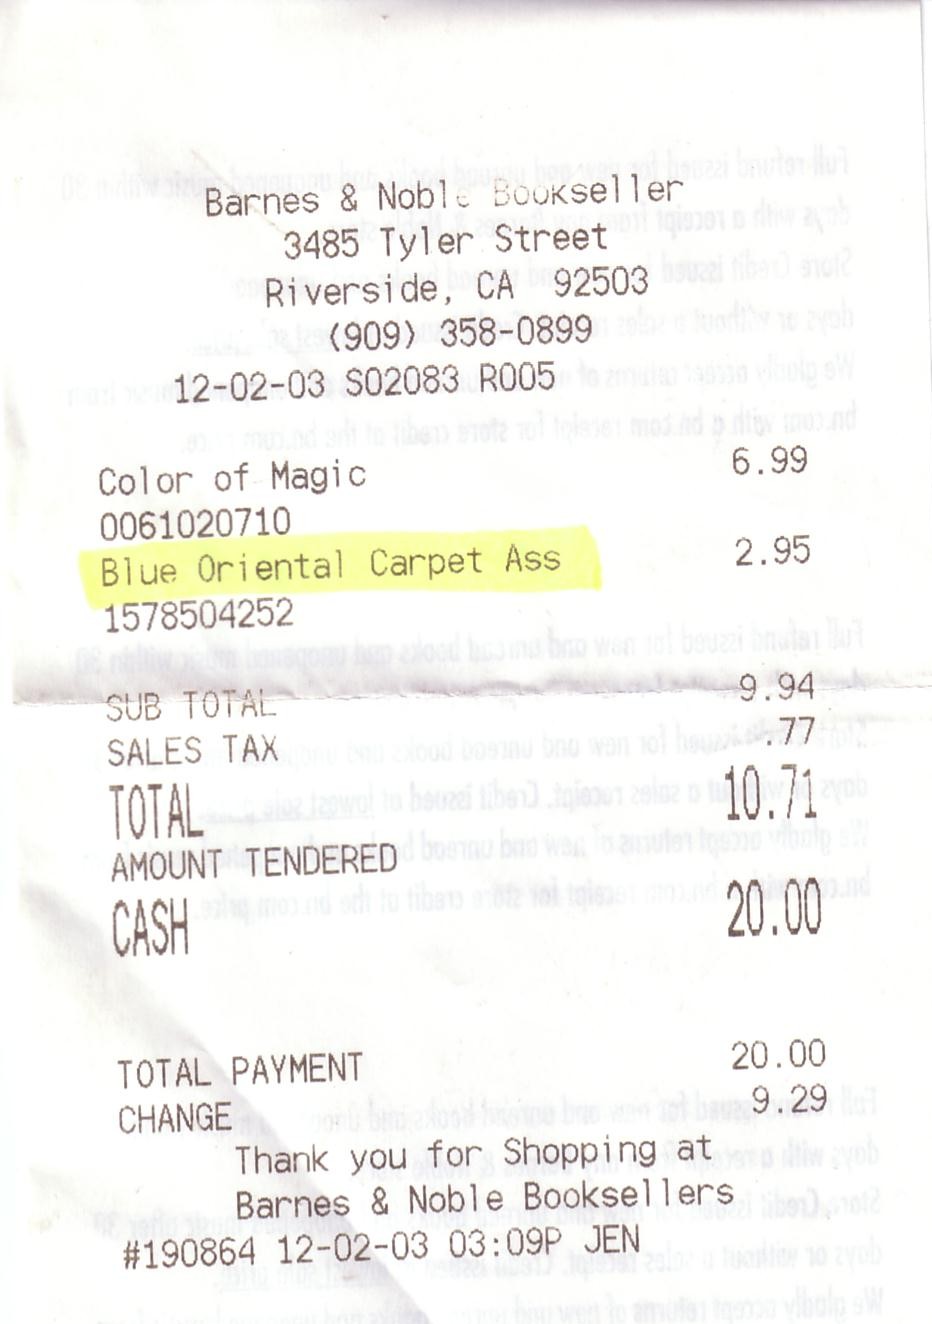 Barnes & Noble Bookseller
3485 Tyler Street
Riverside, CA 92503
(909) 358-0899
12-02-03 S02083 R005
Color of Magic 6.99
0061020710
Blue Oriental Carpet Ass 2.95
1578504252
SUB TOTAL 9.94
SALES TAX .77
TOTAL 10.71
AMOUNT TENDERED
CASH 20.00
TOTAL PAYMENT 20.00
CHANGE 9.29
Thank you for Shopping at
Barnes & Noble Booksellers
#190864 12-02-03 03:09P JEN